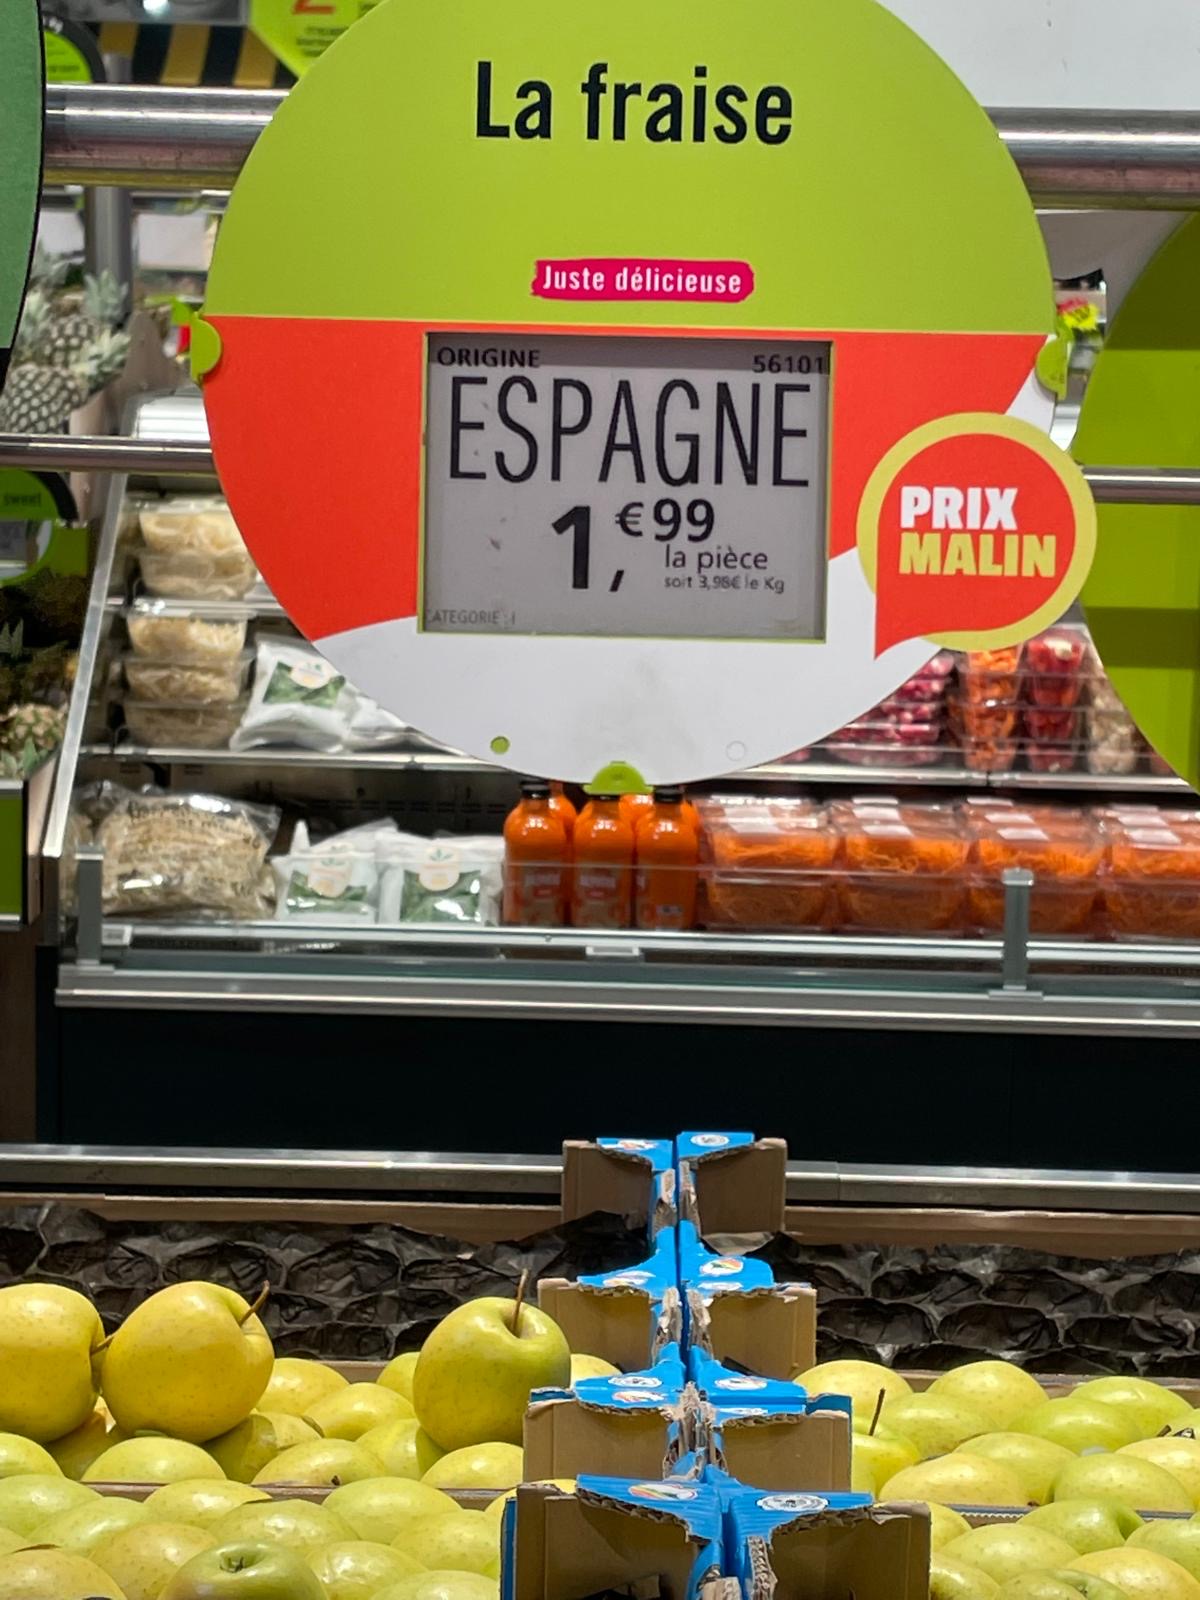 La fraise
Juste délicieuse
ORIGINE 56101
ESPAGNE
1,€99
la pièce
soit 3,98€ le Kg
CATEGORIE : I
PRIX
MALIN
sweet